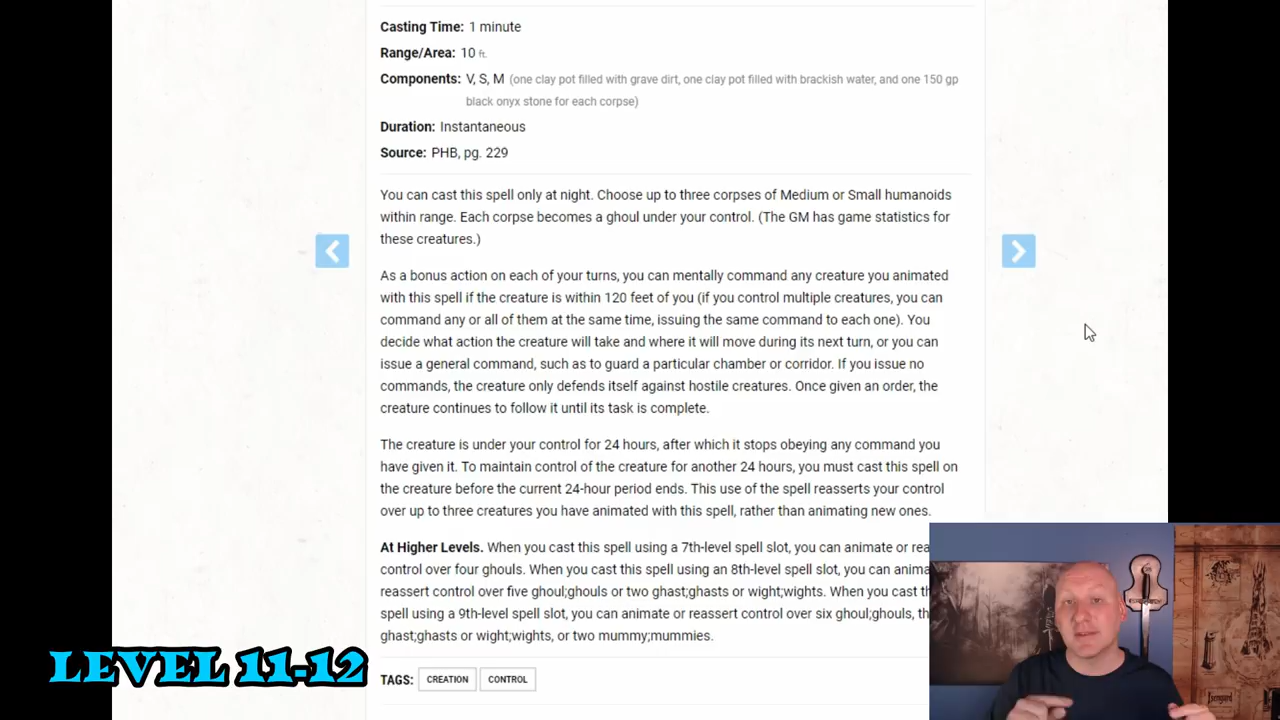 Casting Time: 1 minute
Range/Area: 10 ft.
Components: V, S, M (one clay pot filled with grave dirt, one clay pot filled with brackish water, and one 150 gp
black onyx stone for each corpse)
Duration: Instantaneous
Source: PHB, pg. 229
You can cast this spell only at night. Choose up to three corpses of Medium or Small humanoids
within range. Each corpse becomes a ghoul under your control. (The GM has game statistics for
these creatures.)
As a bonus action on each of your turns, you can mentally command any creature you animated
with this spell if the creature is within 120 feet of you (if you control multiple creatures, you can
command any or all of them at the same time, issuing the same command to each one). You
decide what action the creature will take and where it will move during its next turn, or you can
issue a general command, such as to guard a particular chamber or corridor. If you issue no
commands, the creature only defends itself against hostile creatures. Once given an order, the
creature continues to follow it until its task is complete.
The creature is under your control for 24 hours, after which it stops obeying any command you
have given it. To maintain control of the creature for another 24 hours, you must cast this spell on
the creature before the current 24-hour period ends. This use of the spell reasserts your control
over up to three creatures you have animated with this spell, rather than animating new ones.
At Higher Levels. When you cast this spell using a 7th-level spell slot, you can animate or rea
control over four ghouls. When you cast this spell using an 8th-level spell slot, you can anima
reassert control over five ghoul;ghouls or two ghast;ghasts or wight;wights. When you cast th
spell using a 9th-level spell slot, you can animate or reassert control over six ghoul;ghouls, th
ghast;ghasts or wight;wights, or two mummy;mummies.
LEVEL 11-12
TAGS: CREATION CONTROL